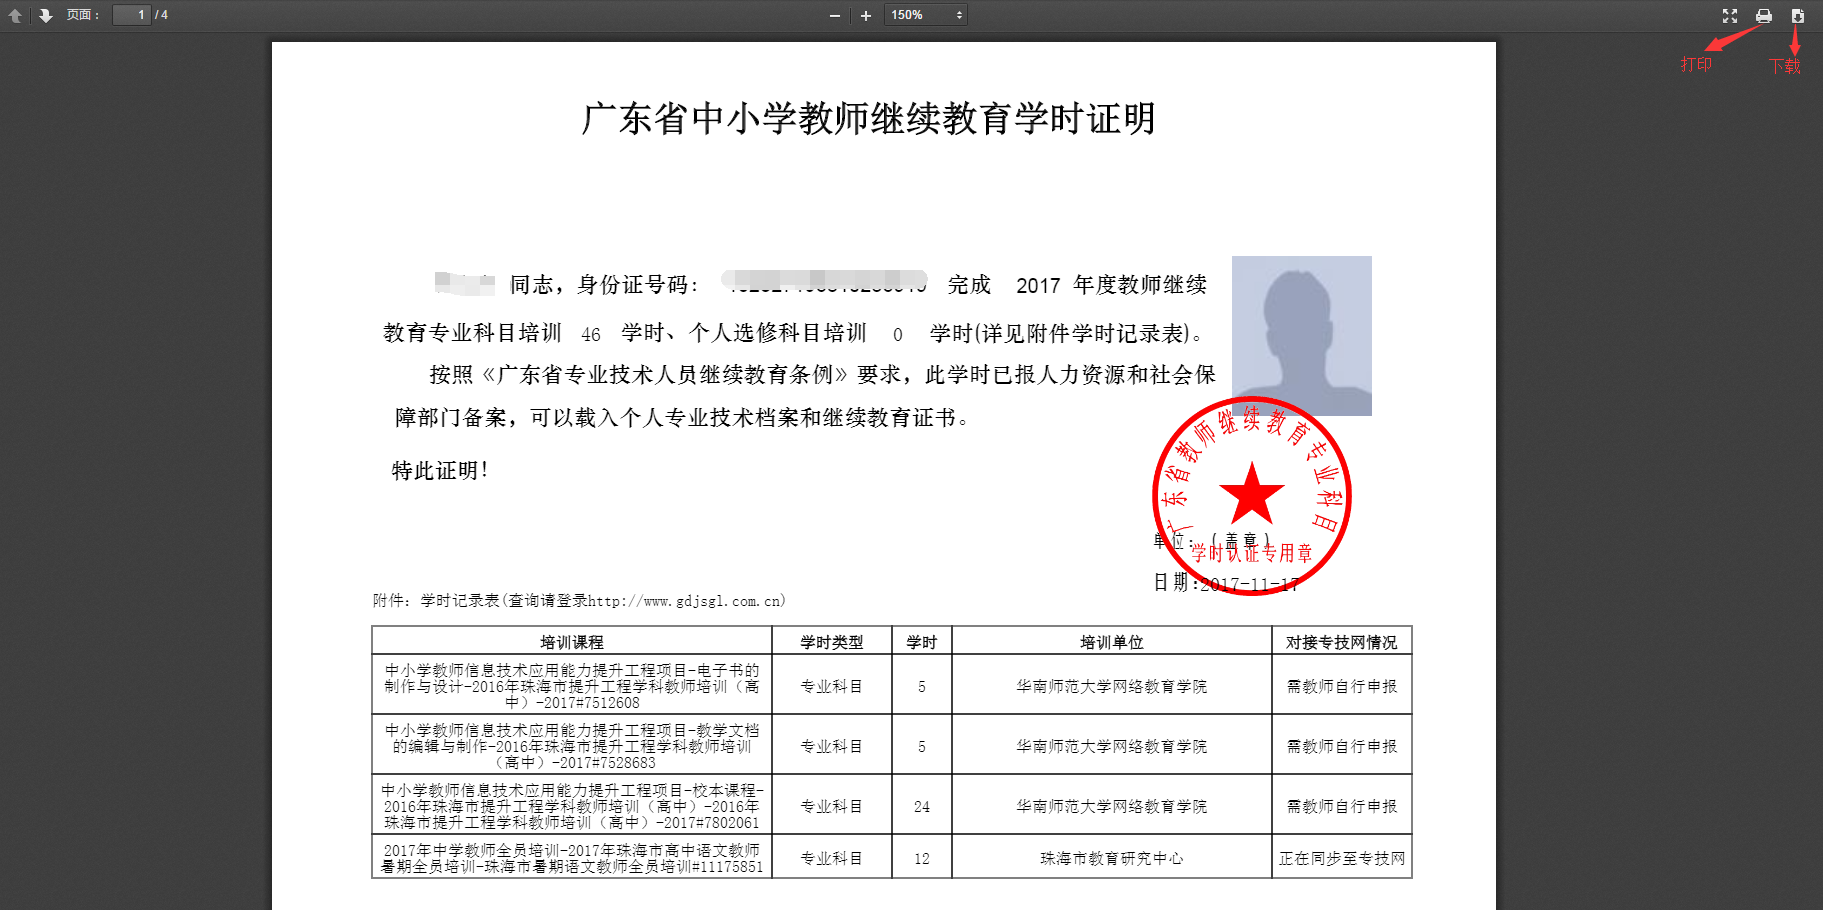 页面： 1 / 4
150%
打印
下载
广东省中小学教师继续教育学时证明
同志，身份证号码： 完成 2017 年度教师继续
教育专业科目培训 46 学时、个人选修科目培训 0 学时(详见附件学时记录表)。
按照《广东省专业技术人员继续教育条例》要求，此学时已报人力资源和社会保
障部门备案，可以载入个人专业技术档案和继续教育证书。
特此证明！
广东省教师继续教育专业科目
学时认证专用章
单位：（盖章）
日期:2017-11-17
附件：学时记录表(查询请登录http://www.gdjsgl.com.cn)
培训课程 学时类型 学时 培训单位 对接专技网情况
中小学教师信息技术应用能力提升工程项目-电子书的
制作与设计-2016年珠海市提升工程学科教师培训（高
中）-2017#7512608
专业科目 5 华南师范大学网络教育学院 需教师自行申报
中小学教师信息技术应用能力提升工程项目-教学文档
的编辑与制作-2016年珠海市提升工程学科教师培训
（高中）-2017#7528683
专业科目 5 华南师范大学网络教育学院 需教师自行申报
中小学教师信息技术应用能力提升工程项目-校本课程-
2016年珠海市提升工程学科教师培训（高中）-2016年
珠海市提升工程学科教师培训（高中）-2017#7802061
专业科目 24 华南师范大学网络教育学院 需教师自行申报
2017年中学教师全员培训-2017年珠海市高中语文教师
暑期全员培训-珠海市暑期语文教师全员培训#11175851
专业科目 12 珠海市教育研究中心 正在同步至专技网